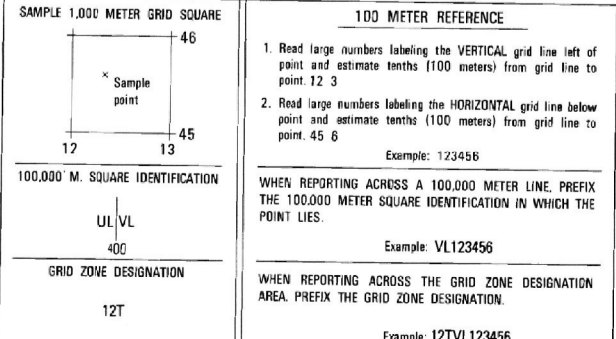 SAMPLE 1,000 METER GRID SQUARE
46
× Sample
point
45
12 13
100,000 M. SQUARE IDENTIFICATION
UL VL
400
GRID ZONE DESIGNATION
12T
100 METER REFERENCE
1. Read large numbers labeling the VERTICAL grid line left of
point and estimate tenths (100 meters) from grid line to
point. 12 3
2. Read large numbers labeling the HORIZONTAL grid line below
point and estimate tenths (100 meters) from grid line to
point. 45 6
Example: 123456
WHEN REPORTING ACROSS A 100,000 METER LINE, PREFIX
THE 100,000 METER SQUARE IDENTIFICATION IN WHICH THE
POINT LIES.
Example: VL123456
WHEN REPORTING ACROSS THE GRID ZONE DESIGNATION
AREA, PREFIX THE GRID ZONE DESIGNATION.
Example: 12TVL123456